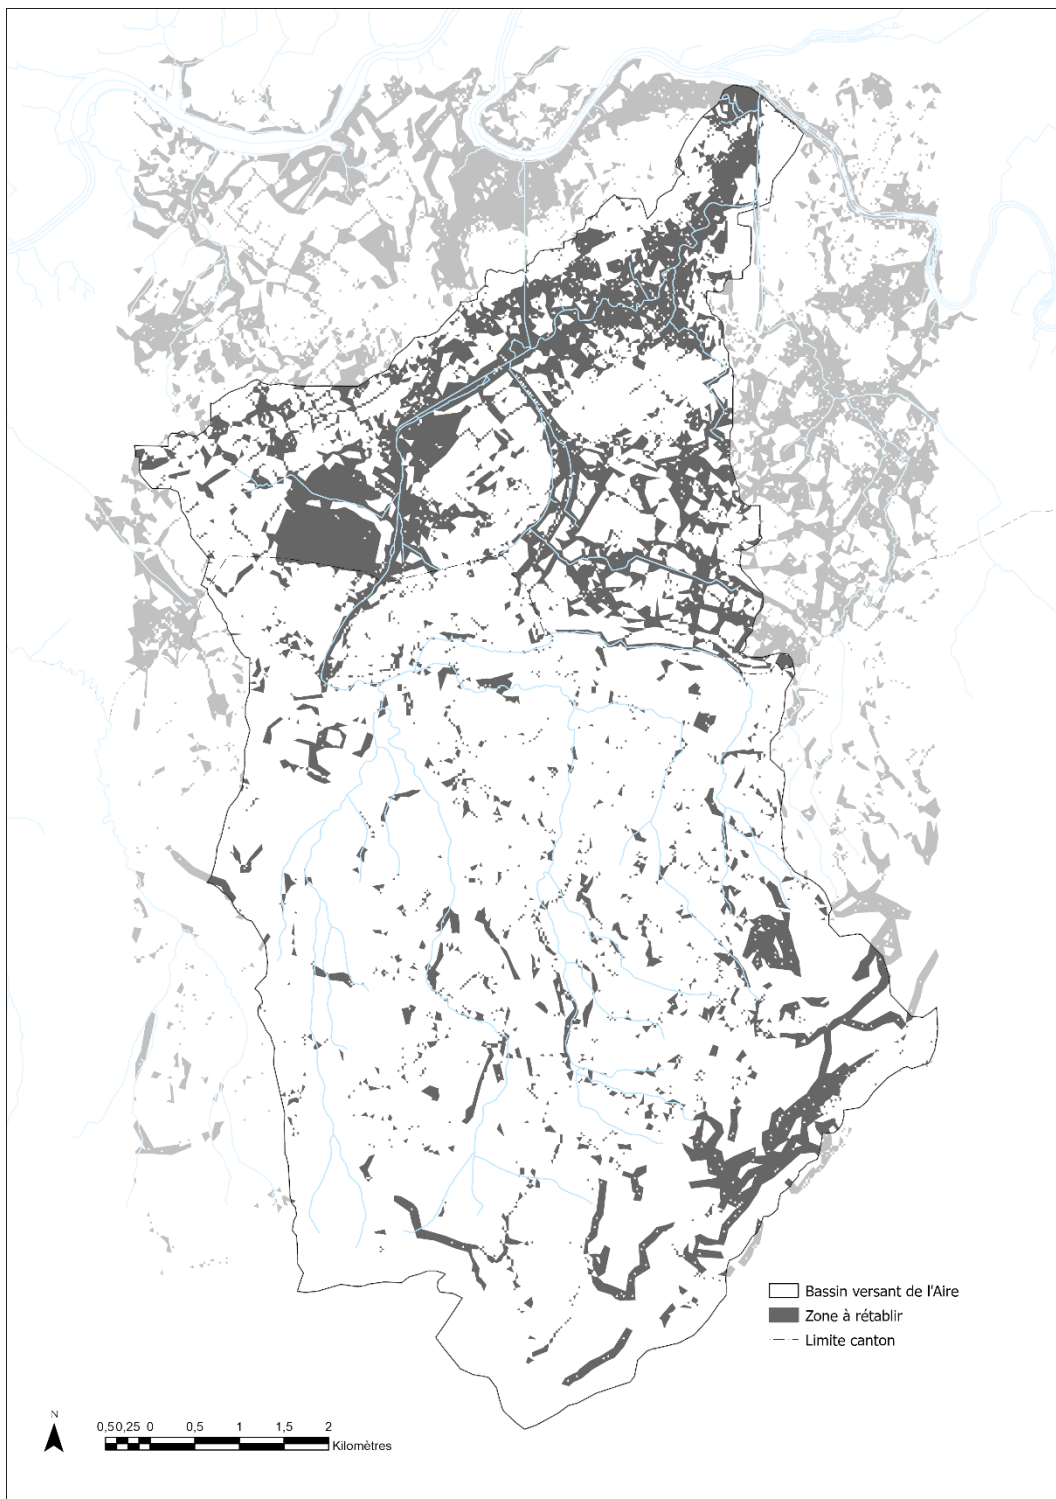 Bassin versant de l'Aire
Zone à rétablir
Limite canton
N
0,50,25 0 0,5 1 1,5 2
Kilomètres